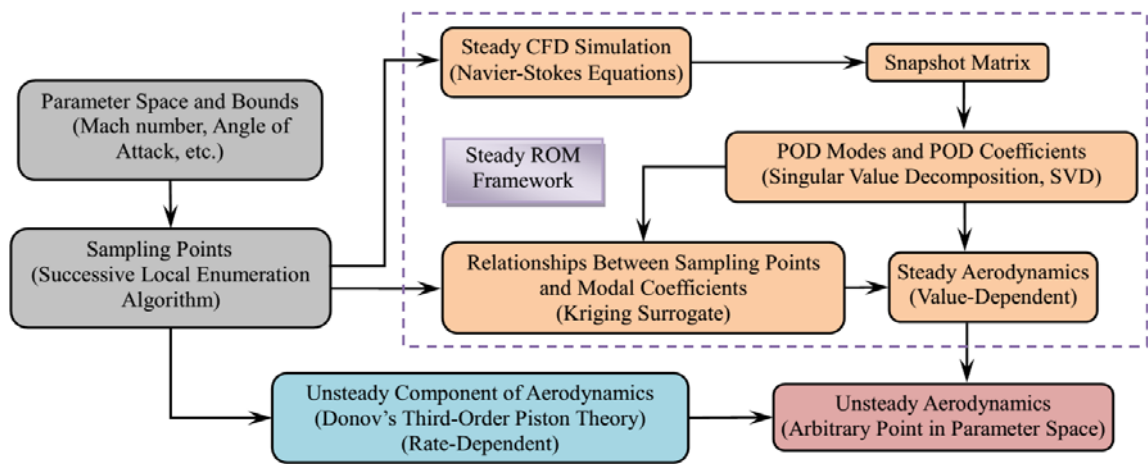 Parameter Space and Bounds
(Mach number, Angle of
Attack, etc.)
Sampling Points
(Successive Local Enumeration
Algorithm)
Steady CFD Simulation
(Navier-Stokes Equations)
Snapshot Matrix
Steady ROM
Framework
POD Modes and POD Coefficients
(Singular Value Decomposition, SVD)
Relationships Between Sampling Points
and Modal Coefficients
(Kriging Surrogate)
Steady Aerodynamics
(Value-Dependent)
Unsteady Component of Aerodynamics
(Donov's Third-Order Piston Theory)
(Rate-Dependent)
Unsteady Aerodynamics
(Arbitrary Point in Parameter Space)